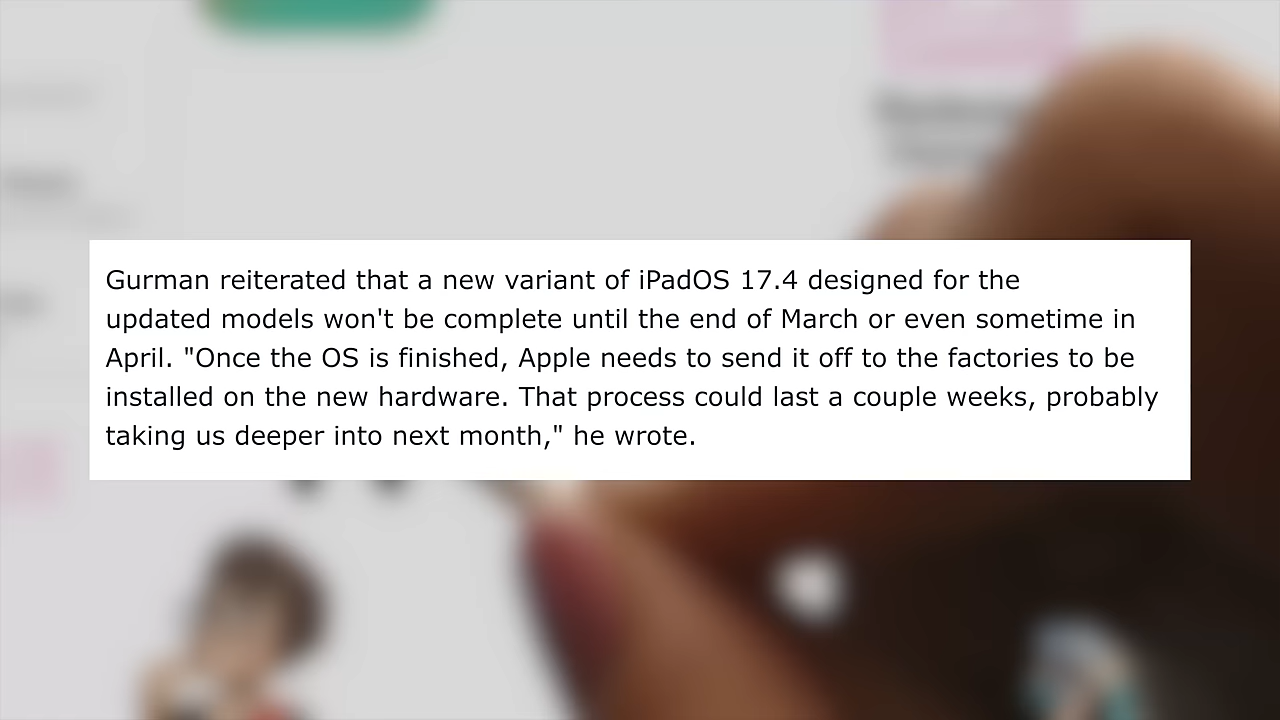 Gurman reiterated that a new variant of iPadOS 17.4 designed for the
updated models won't be complete until the end of March or even sometime in
April. "Once the OS is finished, Apple needs to send it off to the factories to be
installed on the new hardware. That process could last a couple weeks, probably
taking us deeper into next month," he wrote.